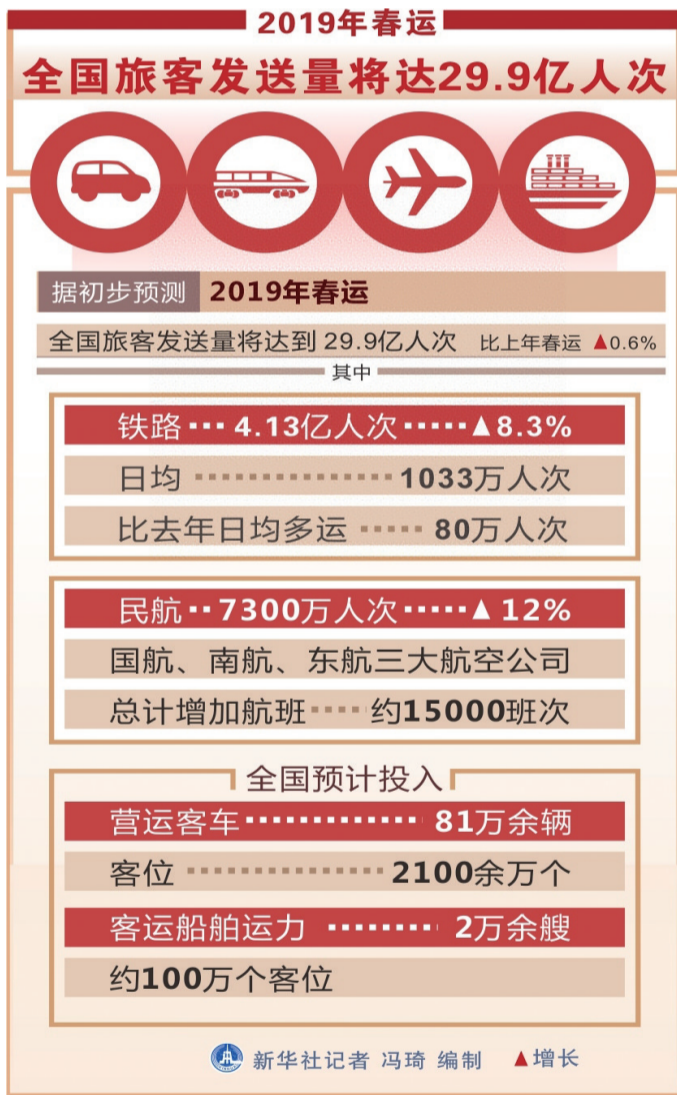 2019年春运
全国旅客发送量将达29.9亿人次
据初步预测 2019年春运
全国旅客发送量将达到 29.9亿人次 比上年春运 ▲0.6%
其中
铁路···4.13亿人次·····▲8.3%
日均···············1033万人次
比去年日均多运·····80万人次
民航··7300万人次·····▲12%
国航、南航、东航三大航空公司
总计增加航班····约15000班次
全国预计投入
营运客车·············81万余辆
客位···············2100余万个
客运船舶运力········2万余艘
约100万个客位
新华社记者 冯琦 编制 ▲增长